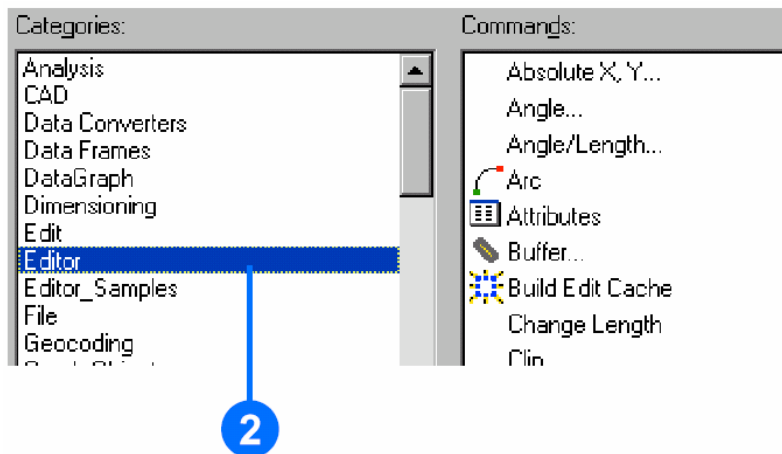 Categories:
Analysis
CAD
Data Converters
Data Frames
DataGraph
Dimensioning
Edit
Editor
Editor_Samples
File
Geocoding
Commands:
Absolute X, Y...
Angle...
Angle/Length...
Arc
Attributes
Buffer...
Build Edit Cache
Change Length
Clip
2